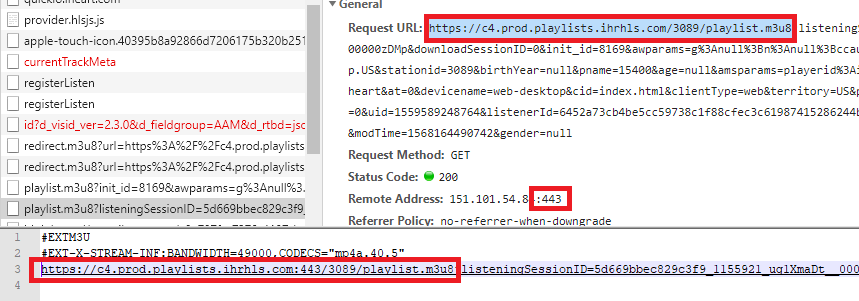 quickio.iheart.com
provider.hlsjs.js
apple-touch-icon.40395b8a92866d7206175b320b251
currentTrackMeta
registerListen
registerListen
id?d_visid_ver=2.3.0&d_fieldgroup=AAM&d_rtbd=jsc
redirect.m3u8?url=https%3A%2F%2Fc4.prod.playlists
redirect.m3u8?url=https%3A%2F%2Fc4.prod.playlists
playlist.m3u8?init_id=8169&awparams=g%3Anull%3.
playlist.m3u8?listeningSessionID=5d669bbec829c3f9_
General
Request URL: https://c4.prod.playlists.ihrhls.com/3089/playlist.m3u8 listening
00000zDMp&downloadSessionID=0&init_id=8169&awparams=g%3Anull%3Bn%3Anull%3Bccau
p.US&stationid=3089&birthYear=null&pname=15400&age=null&amsparams=playerid%3Ai
heart&at=0&devicename=web-desktop&cid=index.html&clientType=web&territory=US&p
=0&uid=1559589248764&listenerId=6452a73cb4be5cc59738c1f88cfec3c61987415286244b
&modTime=1568164490742&gender=null
Request Method: GET
Status Code: 200
Remote Address: 151.101.54.8 :443
Referrer Policy: no-referrer-when-downgrade
1 #EXTM3U
2 #EXT-X-STREAM-INF:BANDWIDTH=49000,CODECS="mp4a.40.5"
3 https://c4.prod.playlists.ihrhls.com:443/3089/playlist.m3u8 listeningSessionID=5d669bbec829c3f9_1155921_uqlXmaDt__000
4